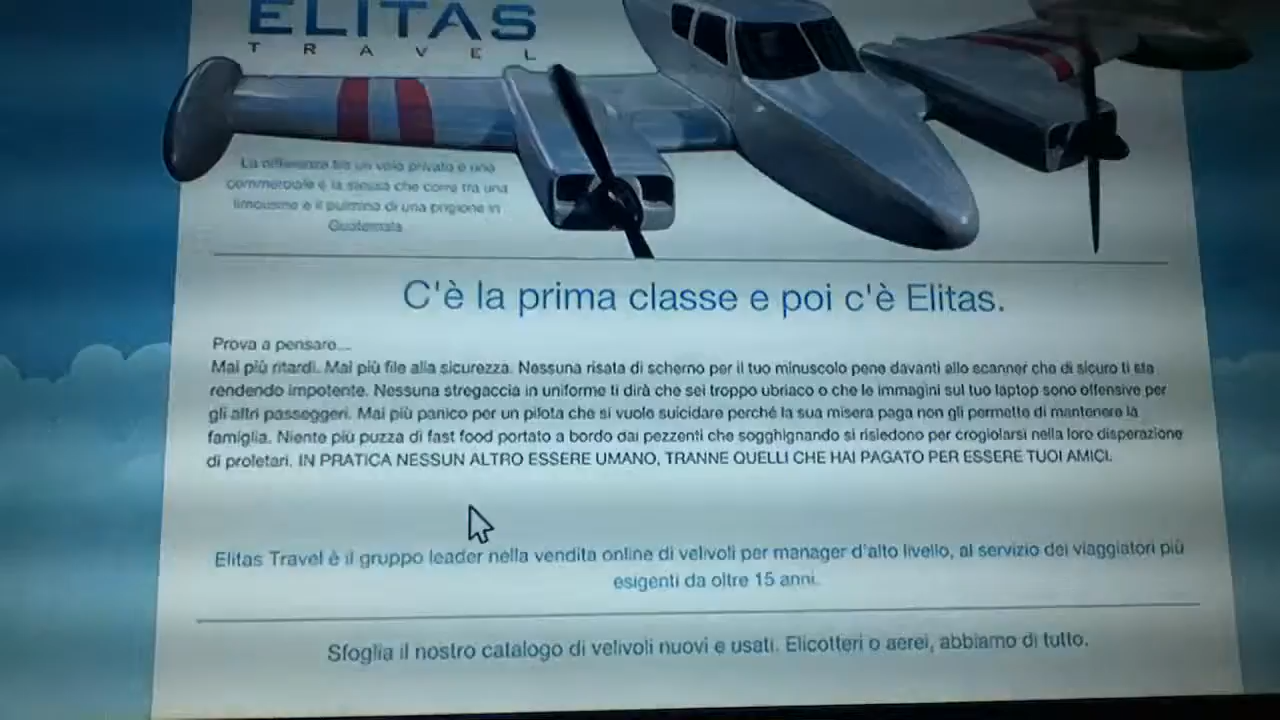 ELITAS
TRAVEL
La differenza tra un volo privato e uno
commerciale è la stessa che corre tra una
limousine e il pulmino di una prigione in
Guatemala
C'è la prima classe e poi c'è Elitas.
Prova a pensare...
Mai più ritardi. Mai più file alla sicurezza. Nessuna risata di scherno per il tuo minuscolo pene davanti allo scanner che di sicuro ti sta
rendendo impotente. Nessuna stregaccia in uniforme ti dirà che sei troppo ubriaco o che le immagini sul tuo laptop sono offensive per
gli altri passeggeri. Mai più panico per un pilota che si vuole suicidare perché la sua misera paga non gli permette di mantenere la
famiglia. Niente più puzza di fast food portato a bordo dai pezzenti che sogghignando si risiedono per crogiolarsi nella loro disperazione
di proletari. IN PRATICA NESSUN ALTRO ESSERE UMANO, TRANNE QUELLI CHE HAI PAGATO PER ESSERE TUOI AMICI.
Elitas Travel è il gruppo leader nella vendita online di velivoli per manager d'alto livello, al servizio dei viaggiatori più
esigenti da oltre 15 anni.
Sfoglia il nostro catalogo di velivoli nuovi e usati. Elicotteri o aerei, abbiamo di tutto.